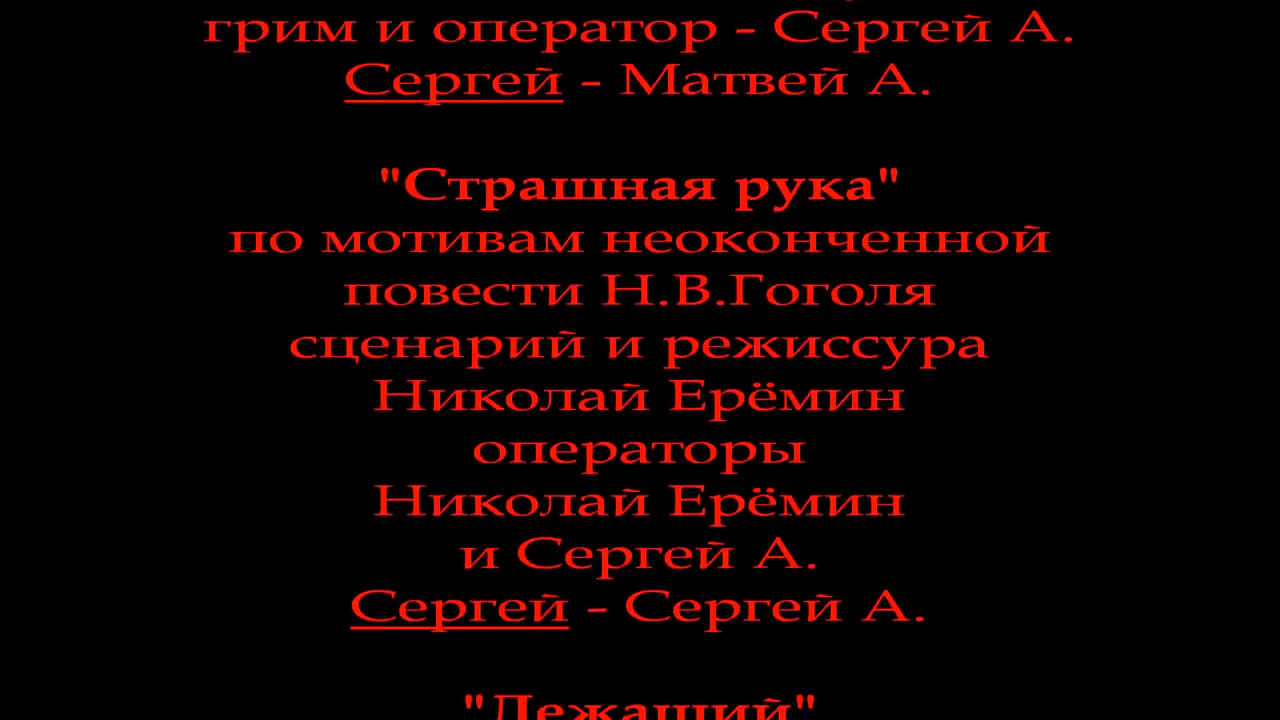 грим и оператор - Сергей А.
Сергей - Матвей А.
"Страшная рука"
по мотивам неоконченной
повести Н.В.Гоголя
сценарий и режиссура
Николай Ерёмин
операторы
Николай Ерёмин
и Сергей А.
Сергей - Сергей А.
"Лежащий"